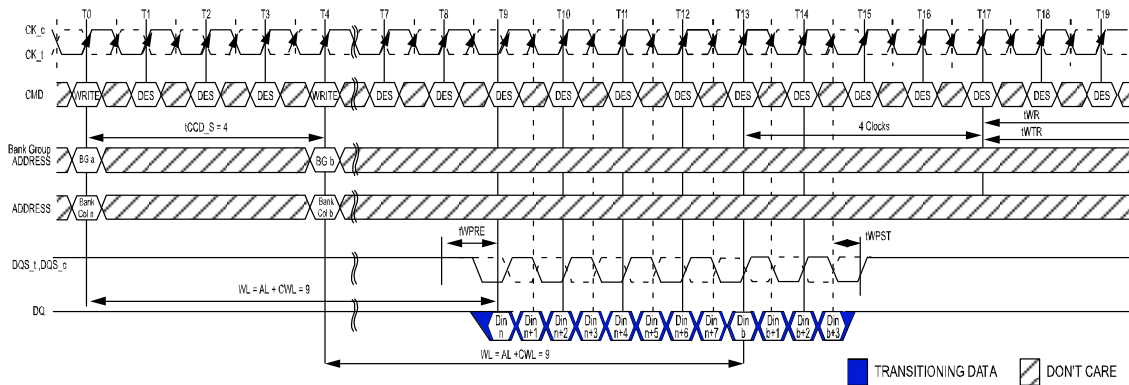 T0 T1 T2 T3 T4 T7 T8 T9 T10 T11 T12 T13 T14 T15 T16 T17 T18 T19
CK_c
CK_t
CMD WRITE DES DES DES WRITE DES DES DES DES DES DES DES DES DES DES DES DES DES
tWR
tCCD_S = 4
4 Clocks
tWTR
Bank Group
ADDRESS BG a BG b
ADDRESS Bank Col n Bank Col b
tWPRE tWPST
DQS_t ,DQS_c
WL = AL + CWL = 9
DQ Din n Din n+1 Din n+2 Din n+3 Din n+4 Din n+5 Din n+6 Din n+7 Din b Din b+1 Din b+2 Din b+3
WL = AL +CWL = 9
TRANSITIONING DATA DON'T CARE